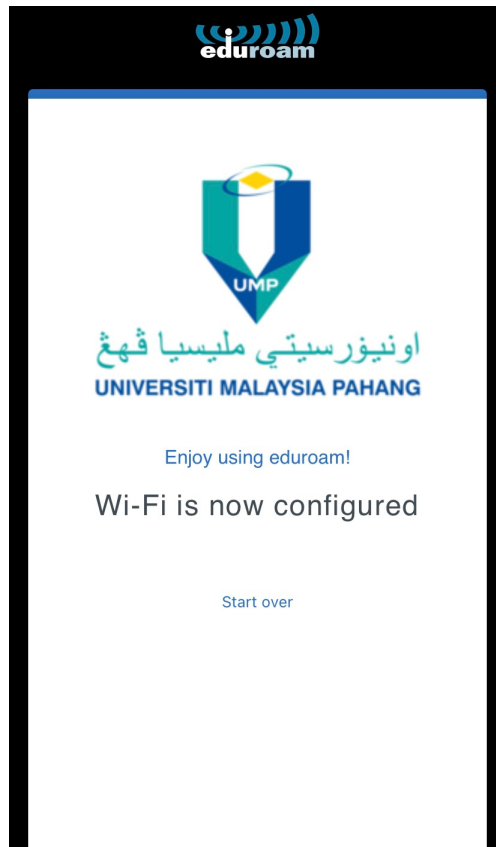 eduroam
UMP
اونيۏرسيتي مليسيا ڤهڠ
UNIVERSITI MALAYSIA PAHANG
Enjoy using eduroam!
Wi-Fi is now configured
Start over